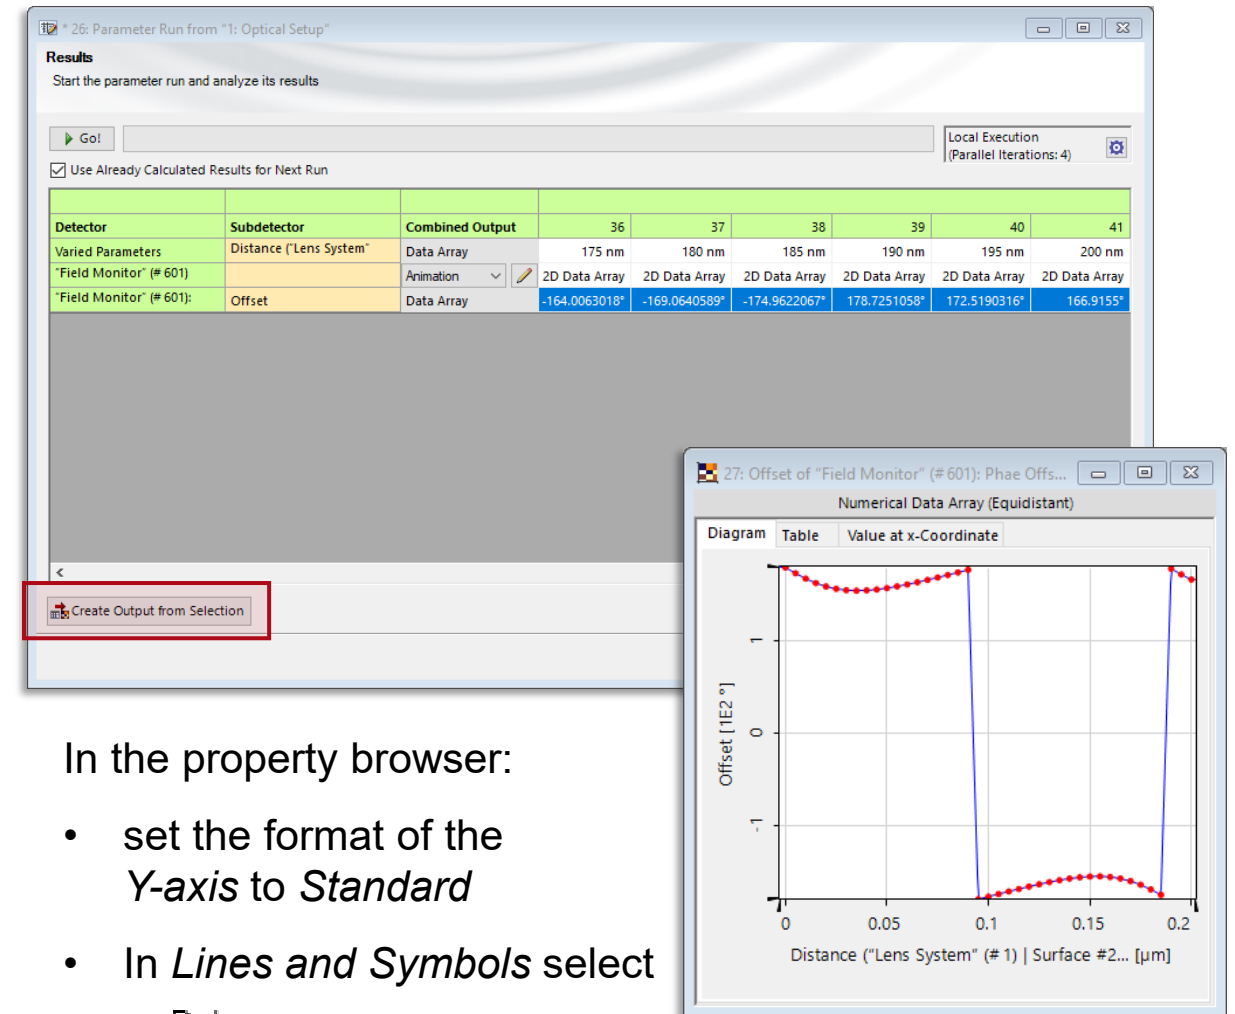 * 26: Parameter Run from "1: Optical Setup"
Results
Start the parameter run and analyze its results
Go!
Local Execution
(Parallel Iterations: 4)
Use Already Calculated Results for Next Run
Detector Subdetector Combined Output 36 37 38 39 40 41
Varied Parameters Distance ("Lens System" Data Array 175 nm 180 nm 185 nm 190 nm 195 nm 200 nm
"Field Monitor" (# 601) Animation 2D Data Array 2D Data Array 2D Data Array 2D Data Array 2D Data Array 2D Data Array
"Field Monitor" (# 601): Offset Data Array -164.0063018° -169.0640589° -174.9622067° 178.7251058° 172.5190316° 166.9155°
Create Output from Selection
27: Offset of "Field Monitor" (# 601): Phae Offs...
Numerical Data Array (Equidistant)
Diagram Table Value at x-Coordinate
Offset [1E2 °]
1
0
-1
0 0.05 0.1 0.15 0.2
Distance ("Lens System" (# 1) | Surface #2... [µm]
In the property browser:
• set the format of the
Y-axis to Standard
• In Lines and Symbols select